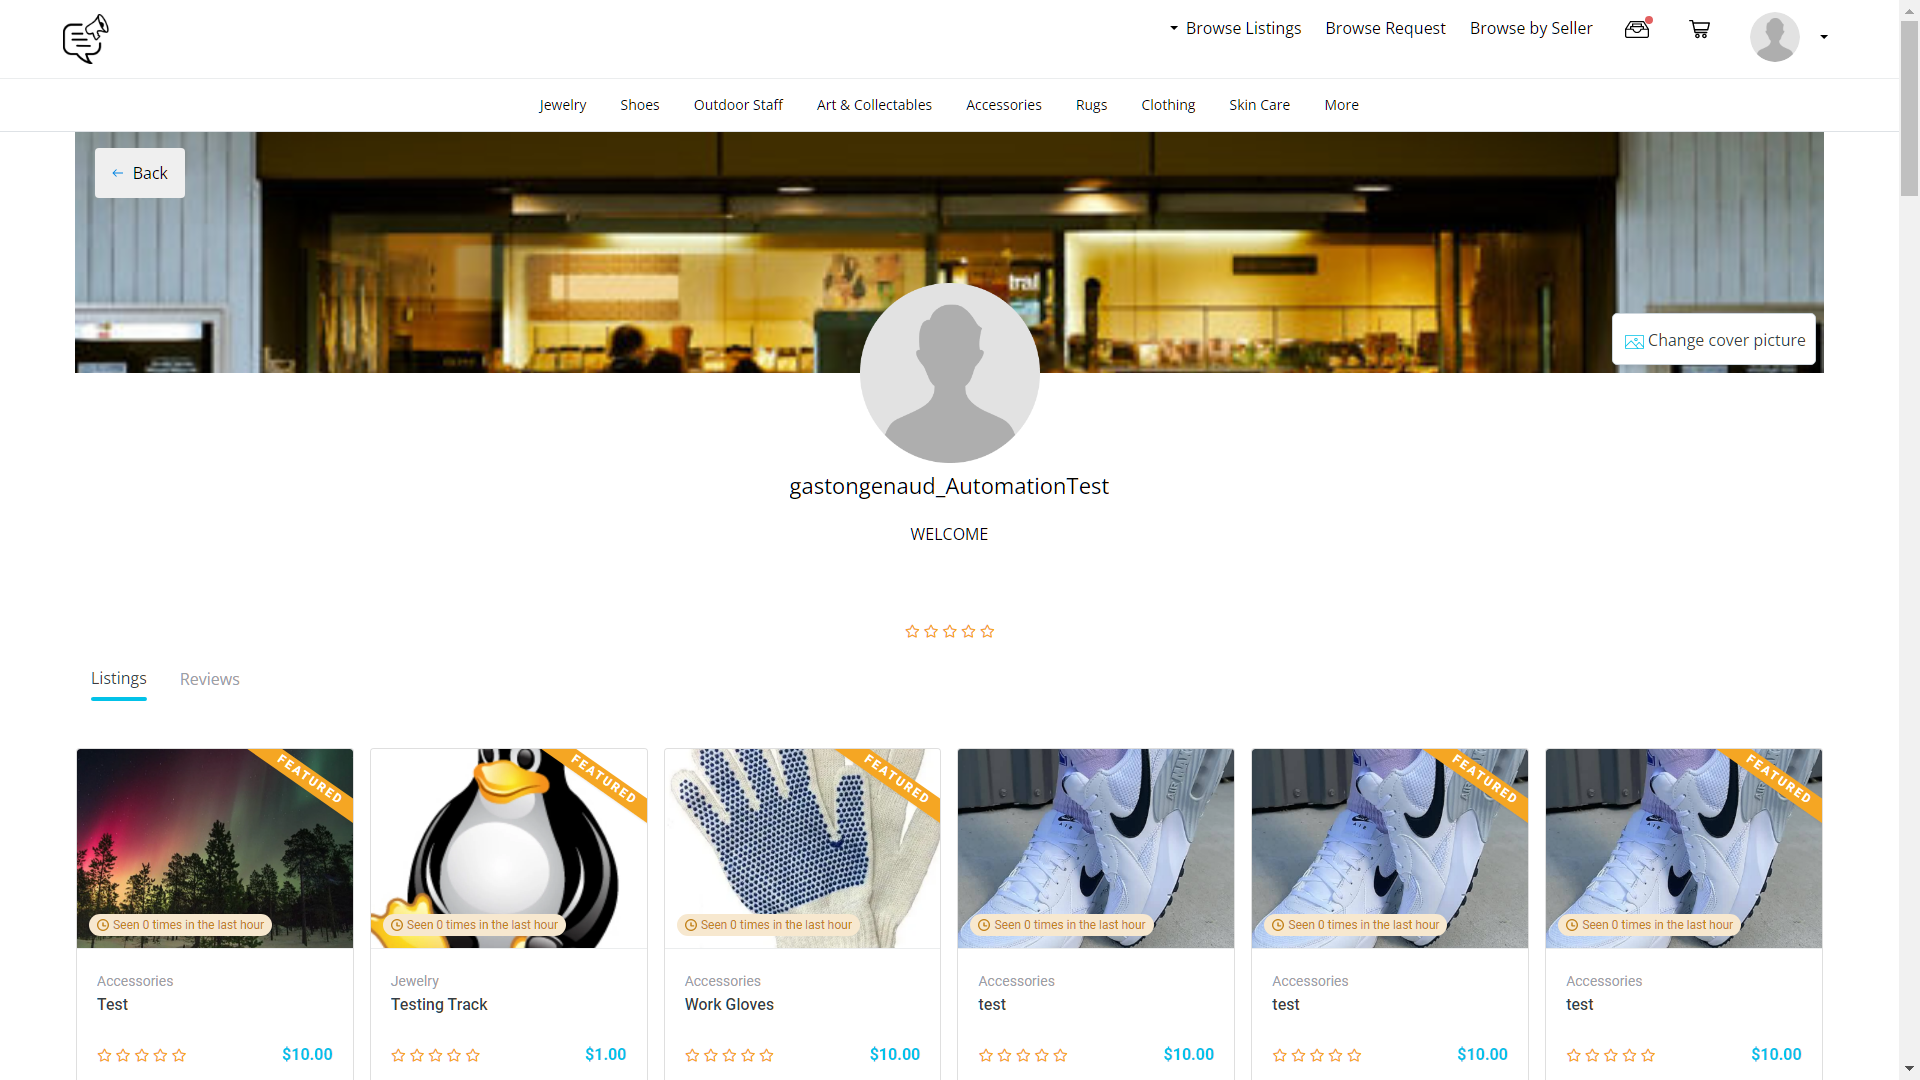 Browse Listings Browse Request Browse by Seller
Jewelry Shoes Outdoor Staff Art & Collectables Accessories Rugs Clothing Skin Care More
Back
tral
Change cover picture
gastongenaud_AutomationTest
WELCOME
Listings Reviews
FEATURED FEATURED FEATURED FEATURED FEATURED
Seen 0 times in the last hour Seen 0 times in the last hour Seen 0 times in the last hour Seen 0 times in the last hour Seen 0 times in the last hour Seen 0 times in the last hour
Accessories Jewelry Accessories Accessories Accessories Accessories
Test Testing Track Work Gloves test test test
$10.00 $1.00 $10.00 $10.00 $10.00 $10.00